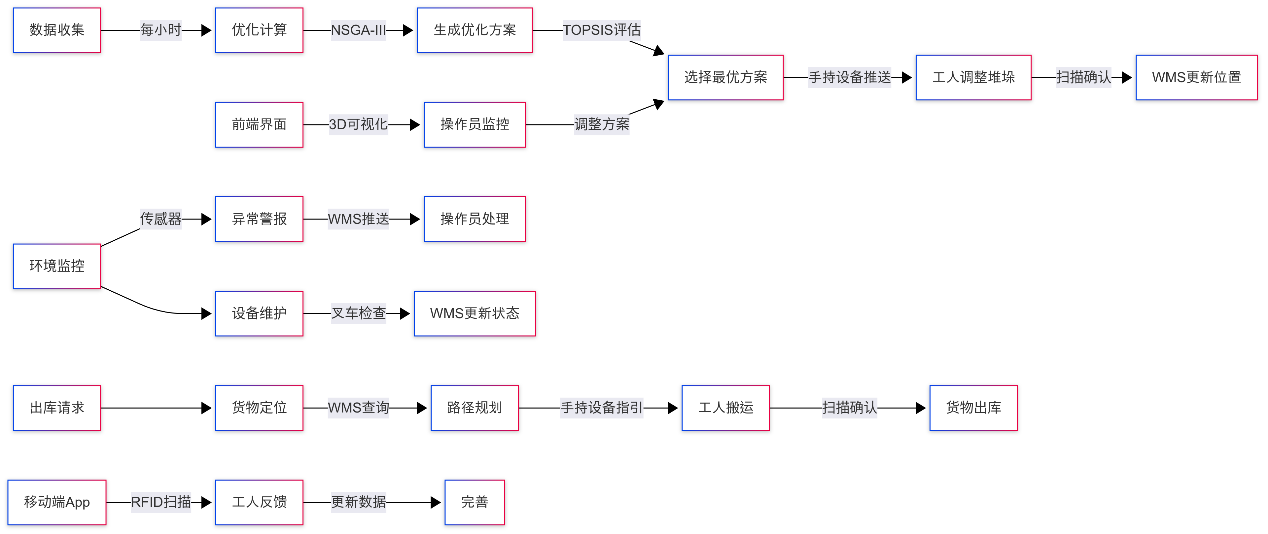 数据收集
每小时
优化计算
NSGA-III
生成优化方案
TOPSIS评估
选择最优方案
手持设备推送
工人调整堆垛
扫描确认
WMS更新位置
前端界面
3D可视化
操作员监控
调整方案
环境监控
传感器
异常警报
WMS推送
操作员处理
设备维护
叉车检查
WMS更新状态
出库请求
货物定位
WMS查询
路径规划
手持设备指引
工人搬运
扫描确认
货物出库
移动端App
RFID扫描
工人反馈
更新数据
完善